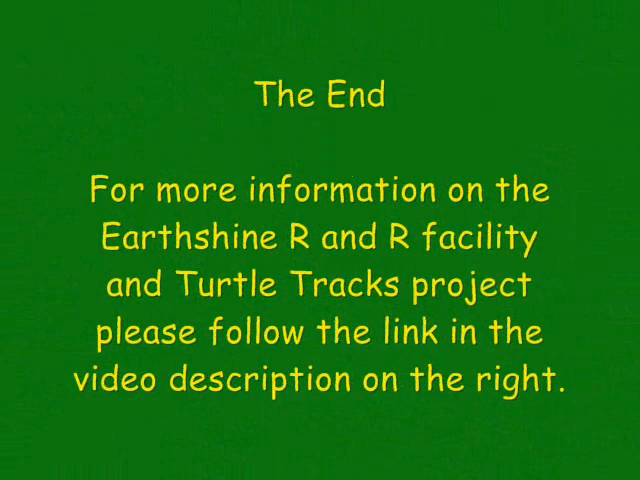 The End
For more information on the
Earthshine R and R facility
and Turtle Tracks project
please follow the link in the
video description on the right.